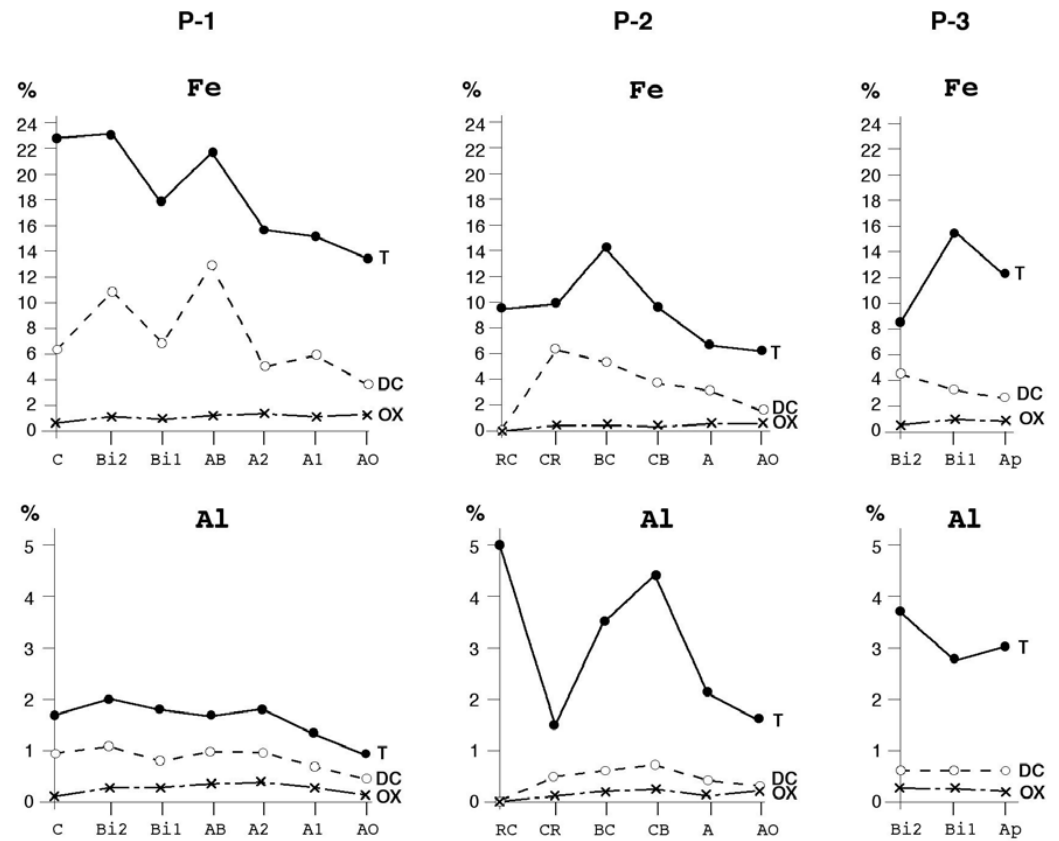 P-1 P-2 P-3
Fe Fe Fe
% % %
24 24 24
22 22 22
20 20 20
18 18 18
16 16 16
14 14 14
12 12 12
10 10 10
8 8 8
6 6 6
4 4 4
2 2 2
0 0 0
T T T
DC DC DC
OX OX OX
C Bi2 Bi1 AB A2 A1 AO RC CR BC CB A AO Bi2 Bi1 Ap
Al Al Al
% % %
5 5 5
4 4 4
3 3 3
2 2 2
1 1 1
0 0 0
T T T
DC DC DC
OX OX OX
C Bi2 Bi1 AB A2 A1 AO RC CR BC CB A AO Bi2 Bi1 Ap